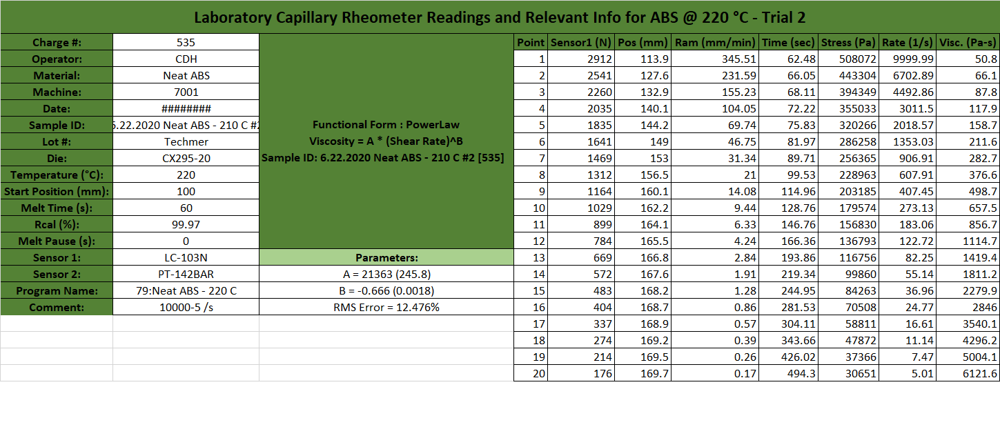 Laboratory Capillary Rheometer Readings and Relevant Info for ABS @ 220 °C - Trial 2
Charge #: 535
Operator: CDH
Material: Neat ABS
Machine: 7001
Date: ########
Sample ID: 6.22.2020 Neat ABS - 210 C #2
Lot #: Techmer
Die: CX295-20
Temperature (°C): 220
Start Position (mm): 100
Melt Time (s): 60
Rcal (%): 99.97
Melt Pause (s): 0
Sensor 1: LC-103N
Sensor 2: PT-142BAR
Program Name: 79:Neat ABS - 220 C
Comment: 10000-5 /s
Functional Form : PowerLaw
Viscosity = A * (Shear Rate)^B
Sample ID: 6.22.2020 Neat ABS - 210 C #2 [535]
Parameters:
A = 21363 (245.8)
B = -0.666 (0.0018)
RMS Error = 12.476%
Point Sensor1 (N) Pos (mm) Ram (mm/min) Time (sec) Stress (Pa) Rate (1/s) Visc. (Pa-s)
1 2912 113.9 345.51 62.48 508072 9999.99 50.8
2 2541 127.6 231.59 66.05 443304 6702.89 66.1
3 2260 132.9 155.23 68.11 394349 4492.86 87.8
4 2035 140.1 104.05 72.22 355033 3011.5 117.9
5 1835 144.2 69.74 75.83 320266 2018.57 158.7
6 1641 149 46.75 81.97 286258 1353.03 211.6
7 1469 153 31.34 89.71 256365 906.91 282.7
8 1312 156.5 21 99.53 228963 607.91 376.6
9 1164 160.1 14.08 114.96 203185 407.45 498.7
10 1029 162.2 9.44 128.76 179574 273.13 657.5
11 899 164.1 6.33 146.76 156830 183.06 856.7
12 784 165.5 4.24 166.36 136793 122.72 1114.7
13 669 166.8 2.84 193.86 116756 82.25 1419.4
14 572 167.6 1.91 219.34 99860 55.14 1811.2
15 483 168.2 1.28 244.95 84263 36.96 2279.9
16 404 168.7 0.86 281.53 70508 24.77 2846
17 337 168.9 0.57 304.11 58811 16.61 3540.1
18 274 169.2 0.39 343.66 47872 11.14 4296.2
19 214 169.5 0.26 426.02 37366 7.47 5004.1
20 176 169.7 0.17 494.3 30651 5.01 6121.6